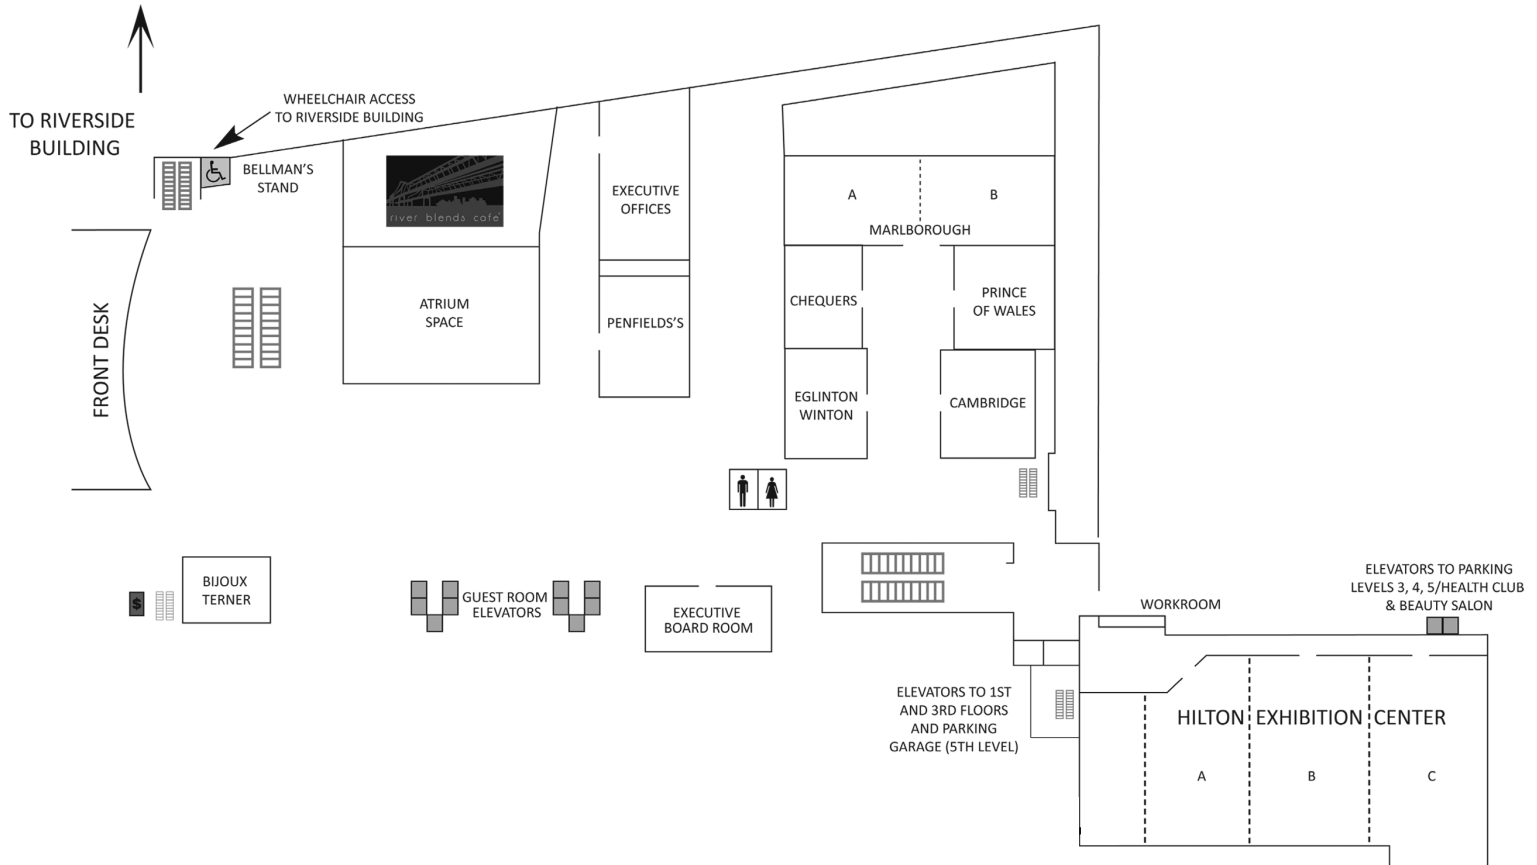 TO RIVERSIDE
BUILDING
WHEELCHAIR ACCESS
TO RIVERSIDE BUILDING
BELLMAN'S
STAND
river blends cafe
EXECUTIVE
OFFICES
A
B
MARLBOROUGH
FRONT DESK
ATRIUM
SPACE
PENFIELDS'S
CHEQUERS
PRINCE
OF WALES
EGLINTON
WINTON
CAMBRIDGE
$
BIJOUX
TERNER
GUEST ROOM
ELEVATORS
EXECUTIVE
BOARD ROOM
WORKROOM
ELEVATORS TO PARKING
LEVELS 3, 4, 5/HEALTH CLUB
& BEAUTY SALON
ELEVATORS TO 1ST
AND 3RD FLOORS
AND PARKING
GARAGE (5TH LEVEL)
HILTON EXHIBITION CENTER
A
B
C